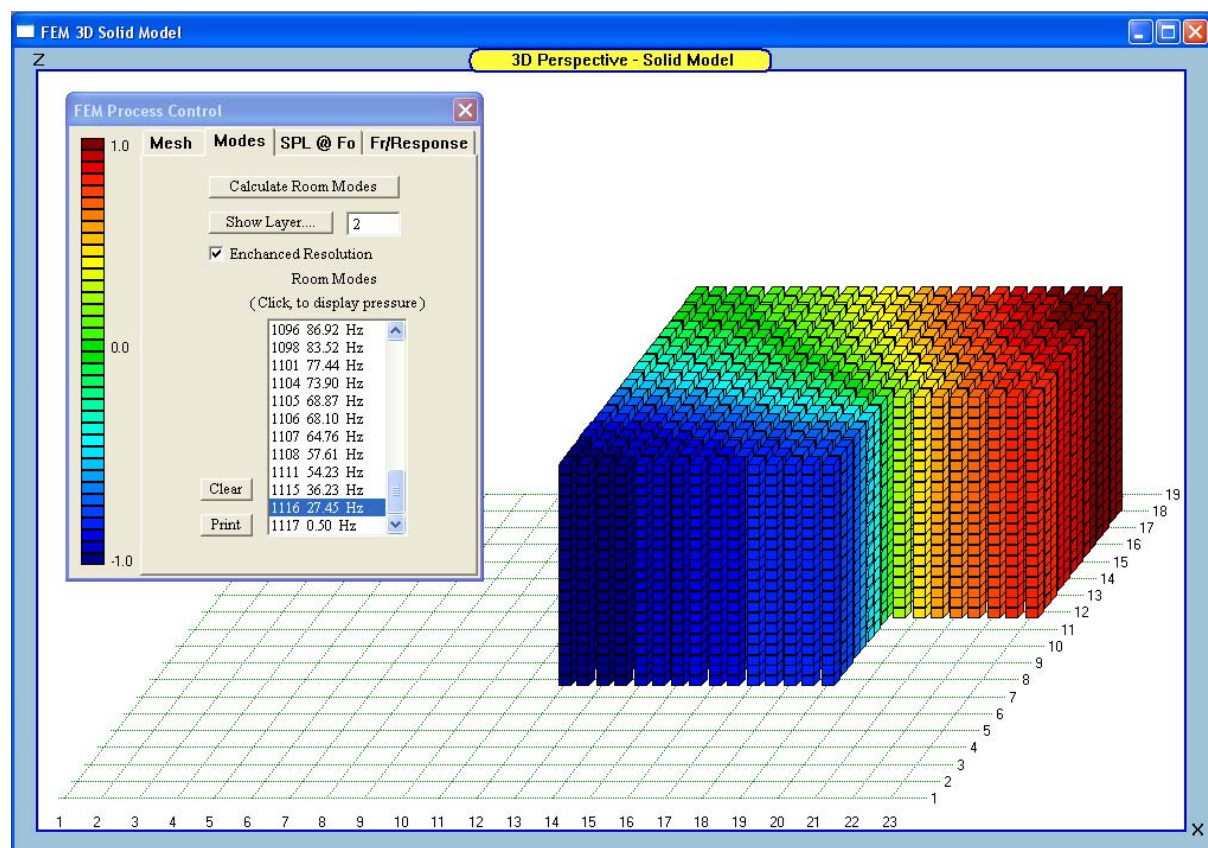 FEM 3D Solid Model
Z
3D Perspective - Solid Model
FEM Process Control
Mesh Modes SPL @ Fo Fr/Response
1.0
0.0
-1.0
Calculate Room Modes
Show Layer.... 2
Enchanced Resolution
Room Modes
( Click, to display pressure )
1096 86.92 Hz
1098 83.52 Hz
1101 77.44 Hz
1104 73.90 Hz
1105 68.87 Hz
1106 68.10 Hz
1107 64.76 Hz
1108 57.61 Hz
1111 54.23 Hz
1115 36.23 Hz
1116 27.45 Hz
1117 0.50 Hz
Clear
Print
19
18
17
16
15
14
13
12
11
10
9
8
7
6
5
4
3
2
1
1 2 3 4 5 6 7 8 9 10 11 12 13 14 15 16 17 18 19 20 21 22 23
X